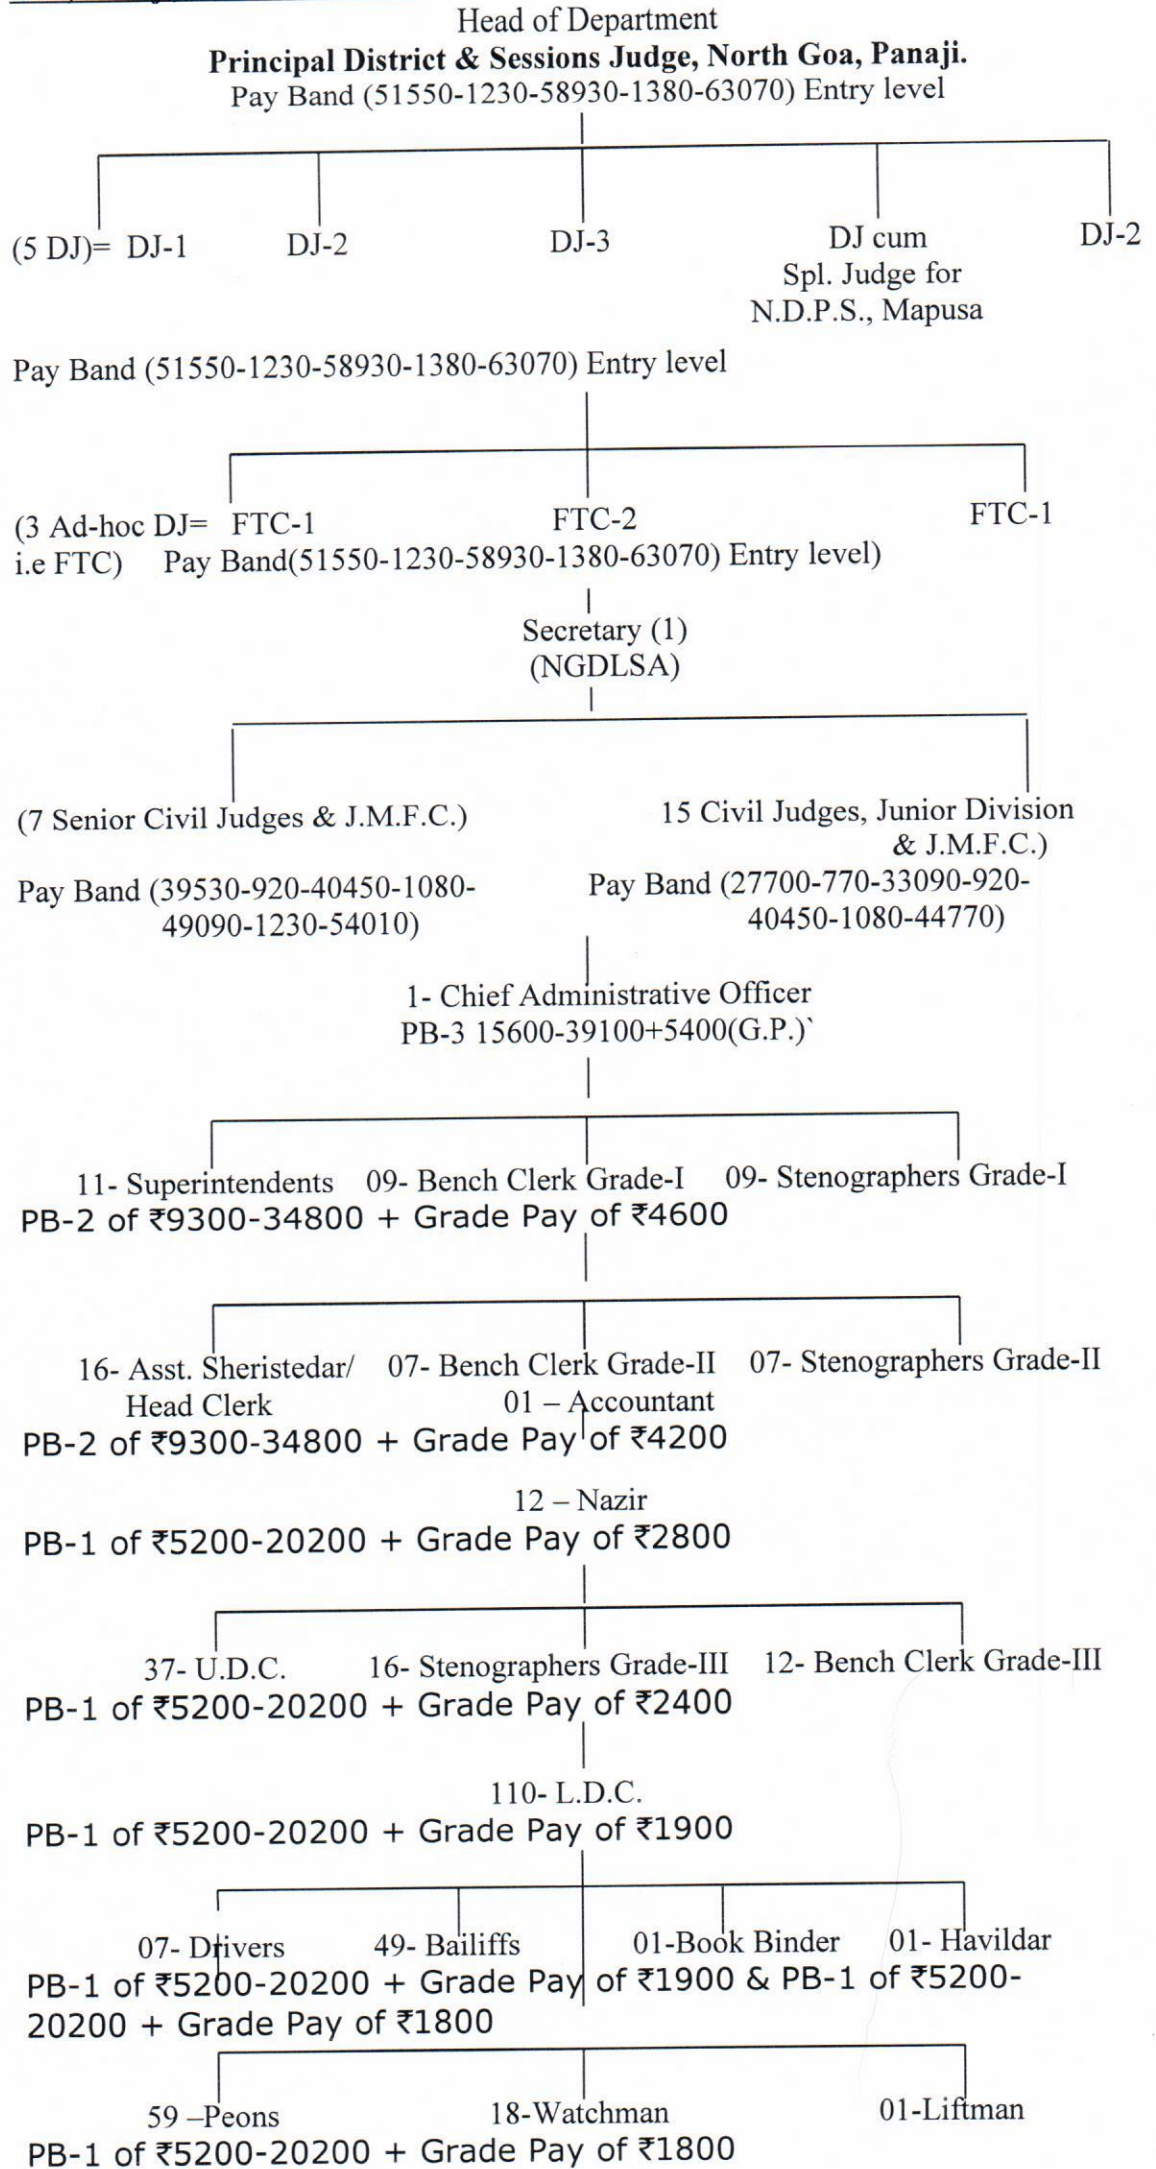 Head of Department
Principal District & Sessions Judge, North Goa, Panaji.
Pay Band (51550-1230-58930-1380-63070) Entry level
(5 DJ)= DJ-1 DJ-2 DJ-3 DJ cum DJ-2
Spl. Judge for
N.D.P.S., Mapusa
Pay Band (51550-1230-58930-1380-63070) Entry level
(3 Ad-hoc DJ= FTC-1 FTC-2 FTC-1
i.e FTC) Pay Band(51550-1230-58930-1380-63070) Entry level)
Secretary (1)
(NGDLSA)
(7 Senior Civil Judges & J.M.F.C.) 15 Civil Judges, Junior Division
& J.M.F.C.)
Pay Band (39530-920-40450-1080- Pay Band (27700-770-33090-920-
49090-1230-54010) 40450-1080-44770)
1- Chief Administrative Officer
PB-3 15600-39100+5400(G.P.)`
11- Superintendents 09- Bench Clerk Grade-I 09- Stenographers Grade-I
PB-2 of ₹9300-34800 + Grade Pay of ₹4600
16- Asst. Sheristedar/ 07- Bench Clerk Grade-II 07- Stenographers Grade-II
Head Clerk 01 – Accountant
PB-2 of ₹9300-34800 + Grade Pay of ₹4200
12 – Nazir
PB-1 of ₹5200-20200 + Grade Pay of ₹2800
37- U.D.C. 16- Stenographers Grade-III 12- Bench Clerk Grade-III
PB-1 of ₹5200-20200 + Grade Pay of ₹2400
110- L.D.C.
PB-1 of ₹5200-20200 + Grade Pay of ₹1900
07- Drivers 49- Bailiffs 01-Book Binder 01- Havildar
PB-1 of ₹5200-20200 + Grade Pay of ₹1900 & PB-1 of ₹5200-
20200 + Grade Pay of ₹1800
59 –Peons 18-Watchman 01-Liftman
PB-1 of ₹5200-20200 + Grade Pay of ₹1800